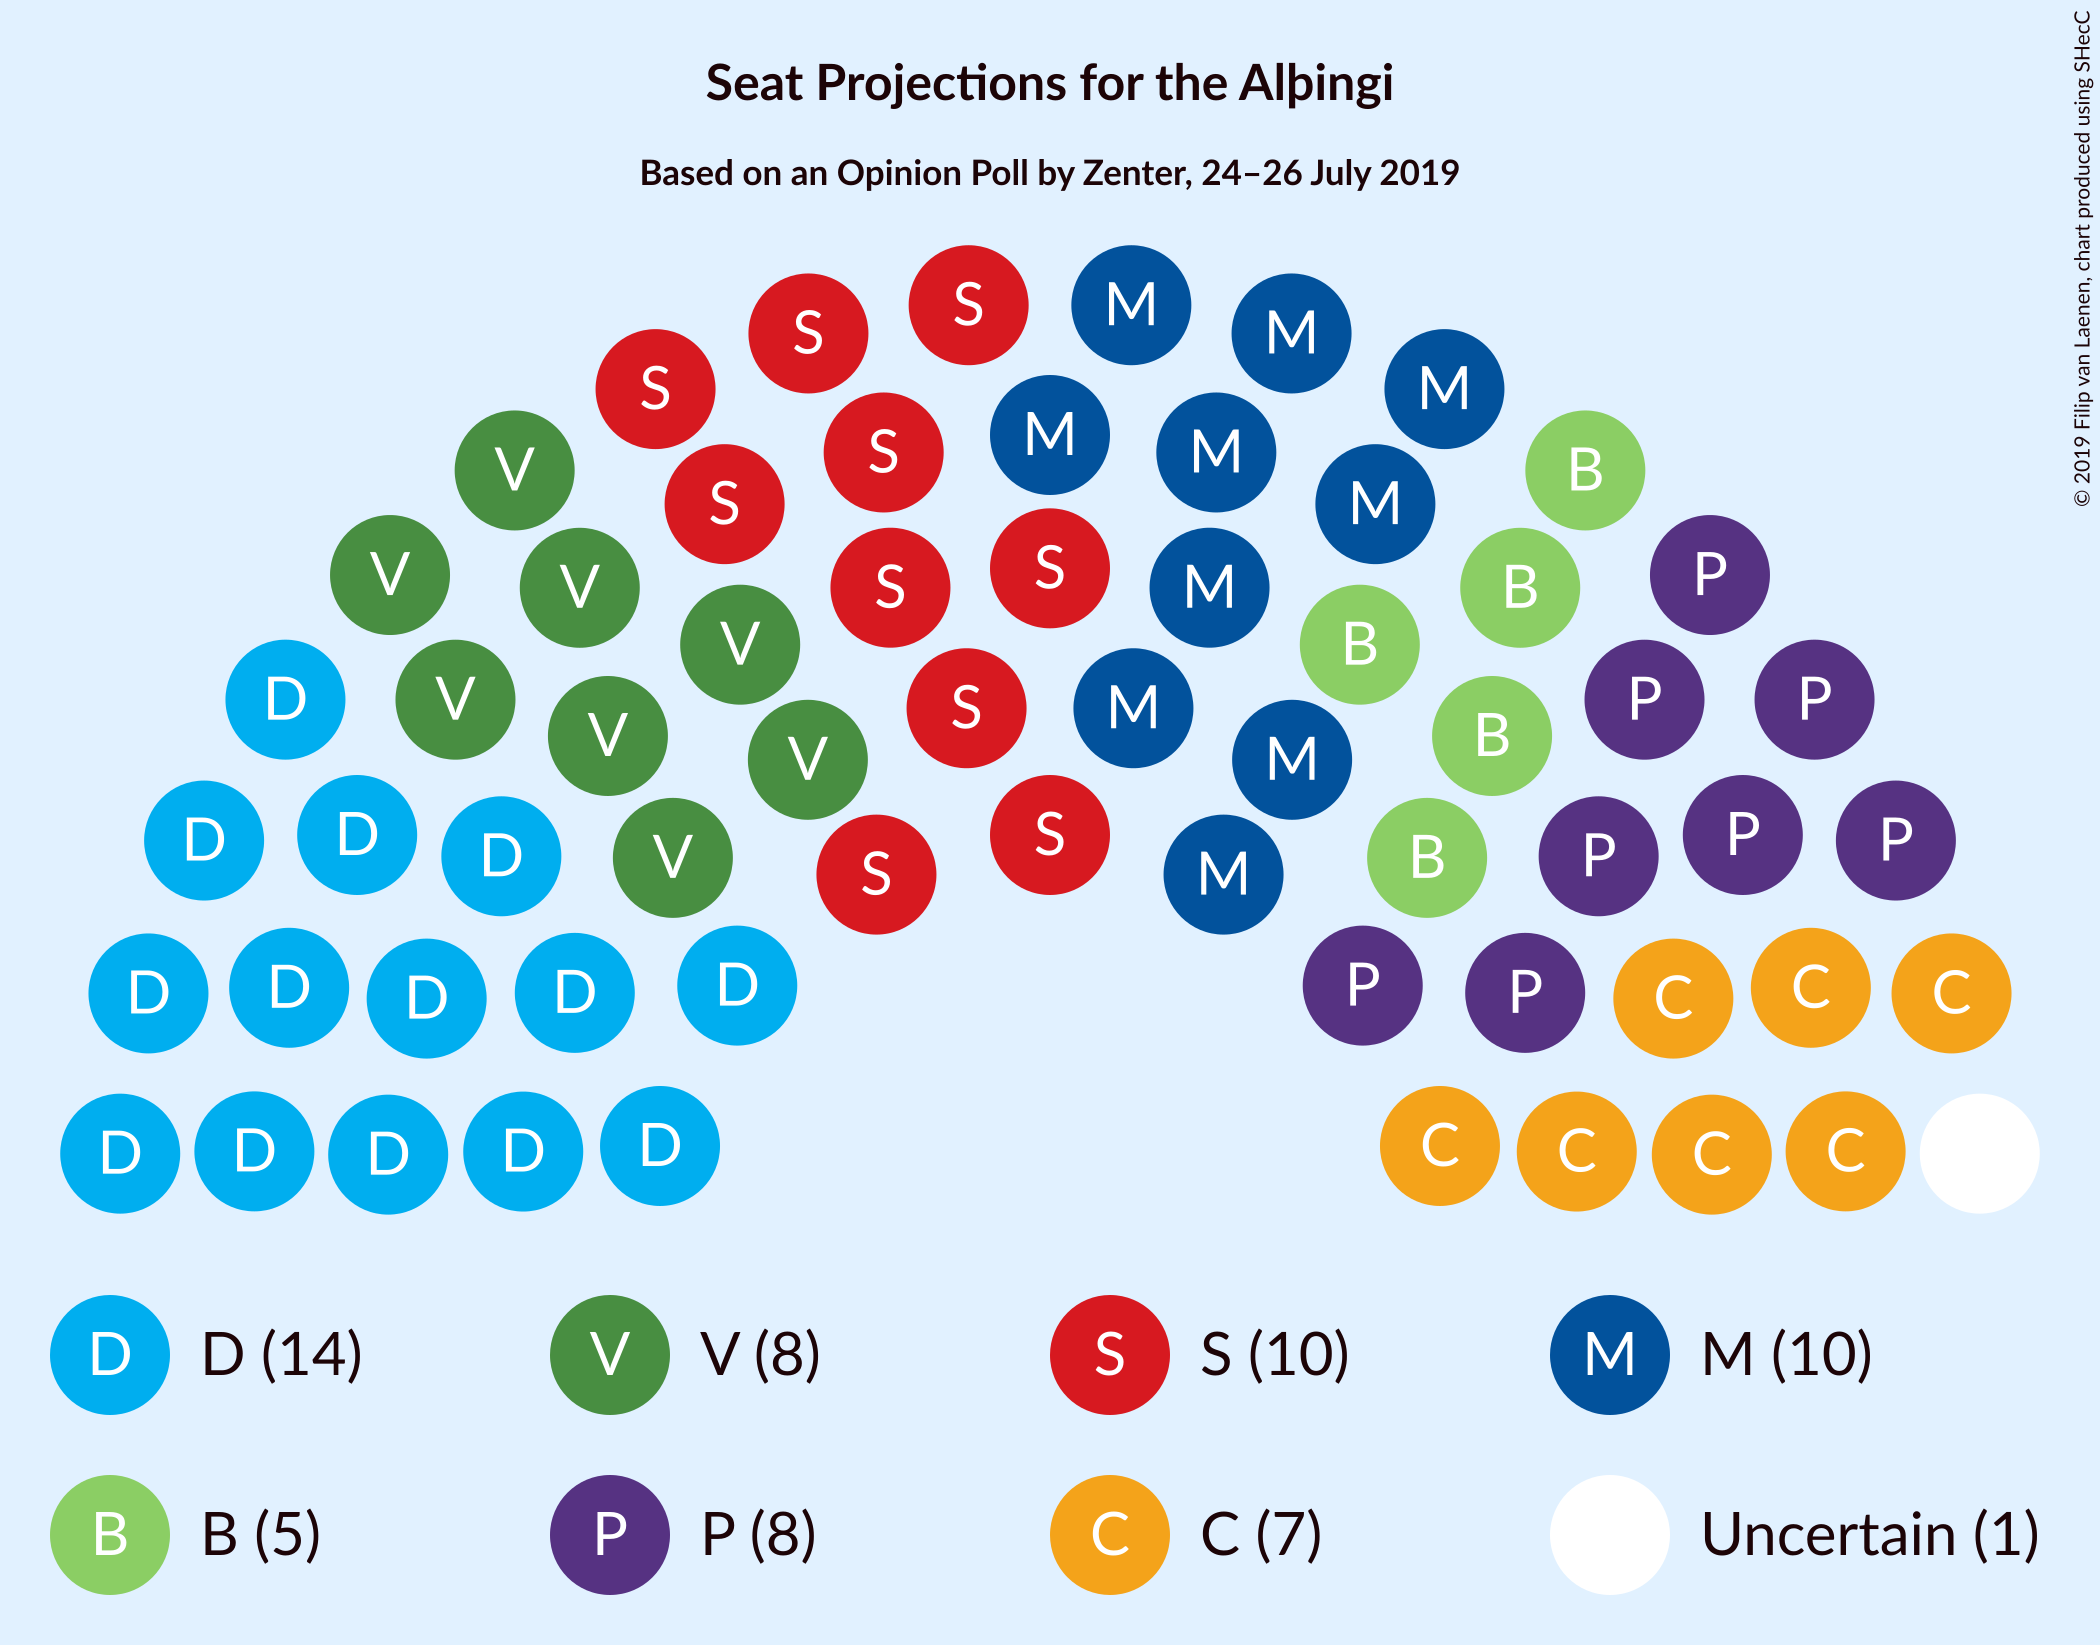 Seat Projections for the Alþingi
Based on an Opinion Poll by Zenter, 24–26 July 2019
© 2019 Filip van Laenen, chart produced using SHecC
S M
S M
S M
M
S M
V B
S M
S
V P
V S M B
V B
D V S M P P
V B
V M
D D S P P
D V B P
S M
D D P P C C
D D D C C
D D C C
D D D C C
D D (14) V V (8) S S (10) M M (10)
B B (5) P P (8) C C (7) Uncertain (1)